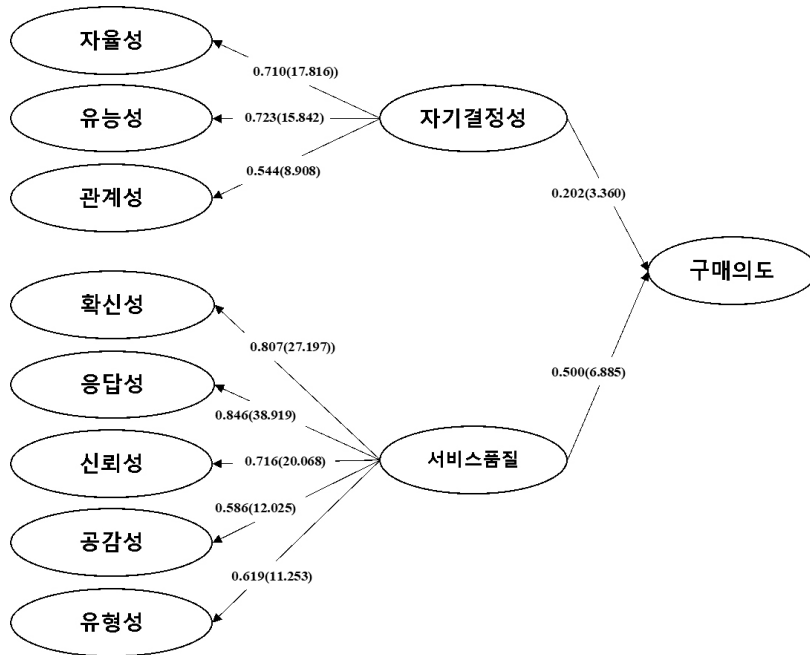 자율성
0.710(17.816))
유능성
0.723(15.842)
자기결정성
관계성
0.544(8.908)
0.202(3.360)
구매의도
확신성
0.807(27.197))
응답성
0.500(6.885)
0.846(38.919)
신뢰성
0.716(20.068)
서비스품질
0.586(12.025)
공감성
0.619(11.253)
유형성